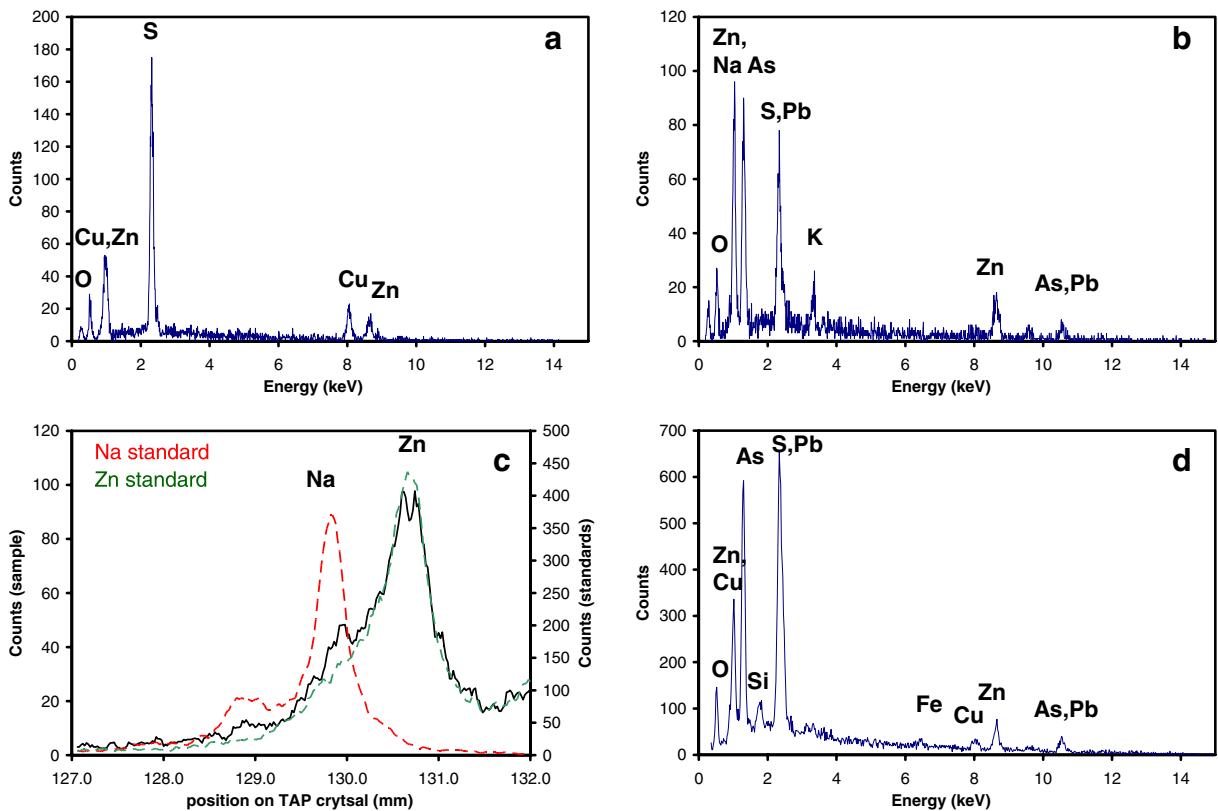 a
200
180
160
140
120
100
80
60
40
20
0
Counts
S
Cu,Zn
O
Cu
Zn
0 2 4 6 8 10 12 14
Energy (keV)
b
120
100
80
60
40
20
0
Counts
Zn,
Na As
S,Pb
O
K
Zn
As,Pb
0 2 4 6 8 10 12 14
Energy (keV)
c
120
100
80
60
40
20
0
Counts (sample)
Na standard
Zn standard
Na
Zn
500
450
400
350
300
250
200
150
100
50
0
Counts (standards)
127.0 128.0 129.0 130.0 131.0 132.0
position on TAP crytsal (mm)
d
700
600
500
400
300
200
100
0
Counts
As
S,Pb
Zn,
Cu
O
Si
Fe
Cu
Zn
As,Pb
0 2 4 6 8 10 12 14
Energy (keV)